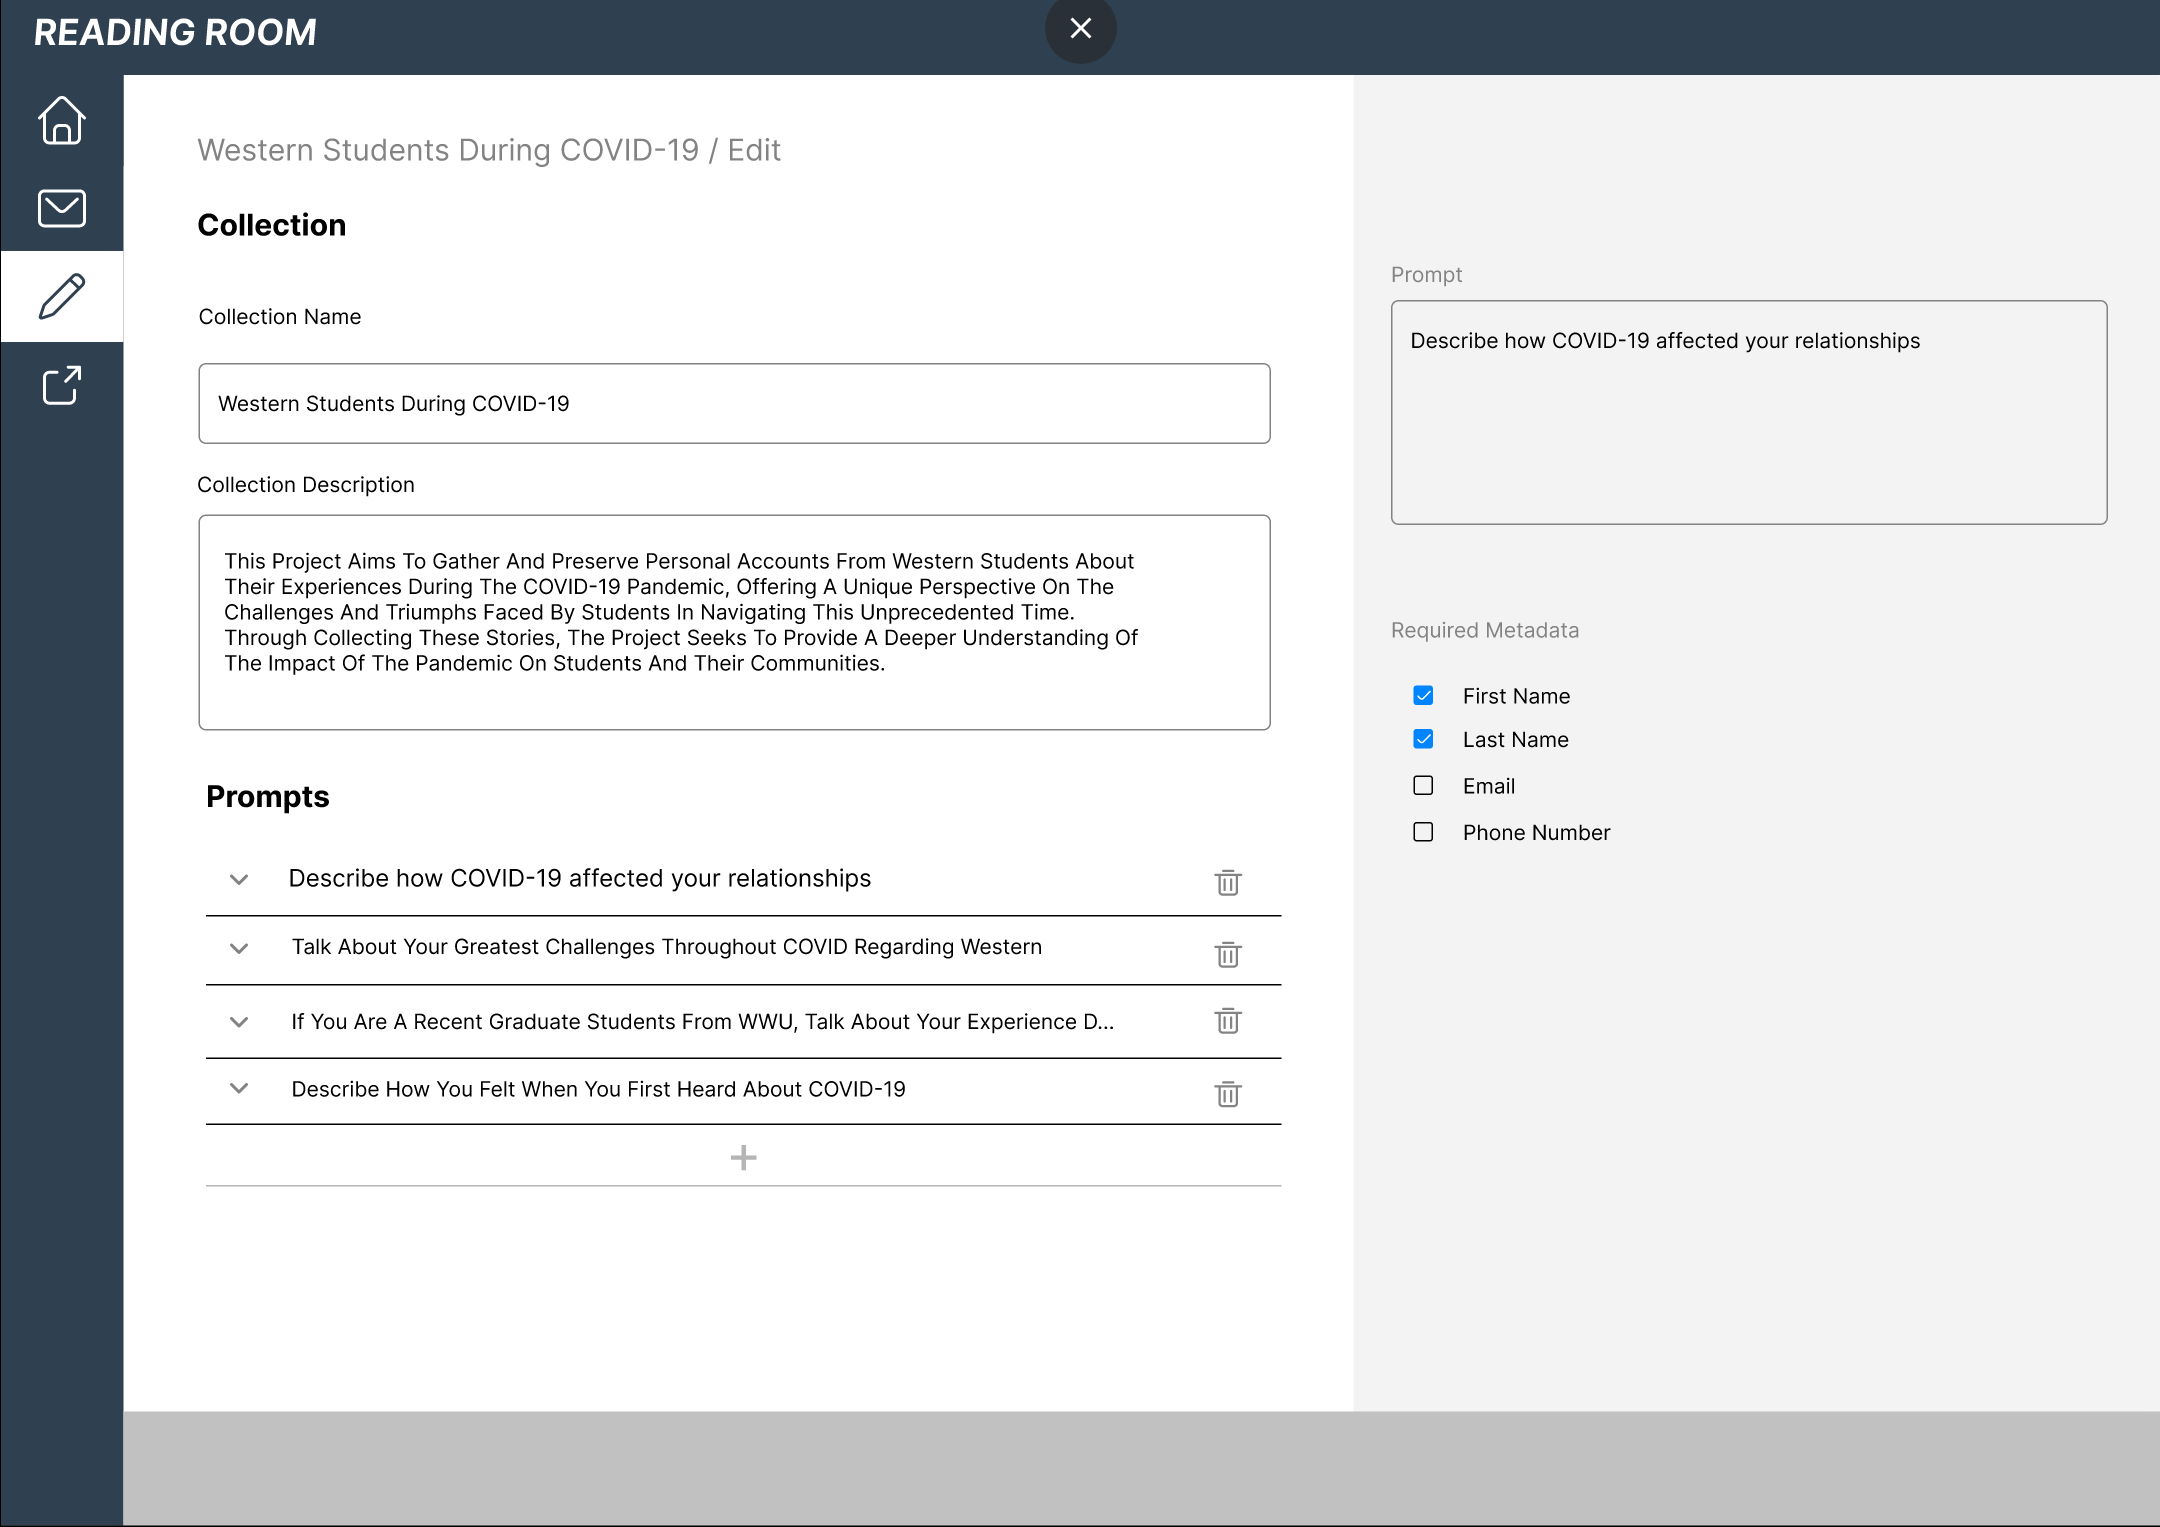 READING ROOM
Western Students During COVID-19 / Edit
Collection
Collection Name
Western Students During COVID-19
Collection Description
This Project Aims To Gather And Preserve Personal Accounts From Western Students About
Their Experiences During The COVID-19 Pandemic, Offering A Unique Perspective On The
Challenges And Triumphs Faced By Students In Navigating This Unprecedented Time.
Through Collecting These Stories, The Project Seeks To Provide A Deeper Understanding Of
The Impact Of The Pandemic On Students And Their Communities.
Prompts
Describe how COVID-19 affected your relationships
Talk About Your Greatest Challenges Throughout COVID Regarding Western
If You Are A Recent Graduate Students From WWU, Talk About Your Experience D...
Describe How You Felt When You First Heard About COVID-19
Prompt
Describe how COVID-19 affected your relationships
Required Metadata
First Name
Last Name
Email
Phone Number